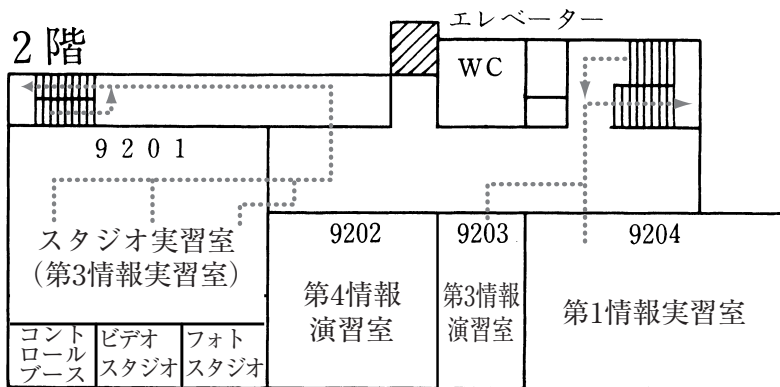 2階
エレベーター
WC
9201
スタジオ実習室
(第3情報実習室)
コント
ロール
ブース
ビデオ
スタジオ
フォト
スタジオ
9202
第4情報
演習室
9203
第3情報
演習室
9204
第1情報実習室